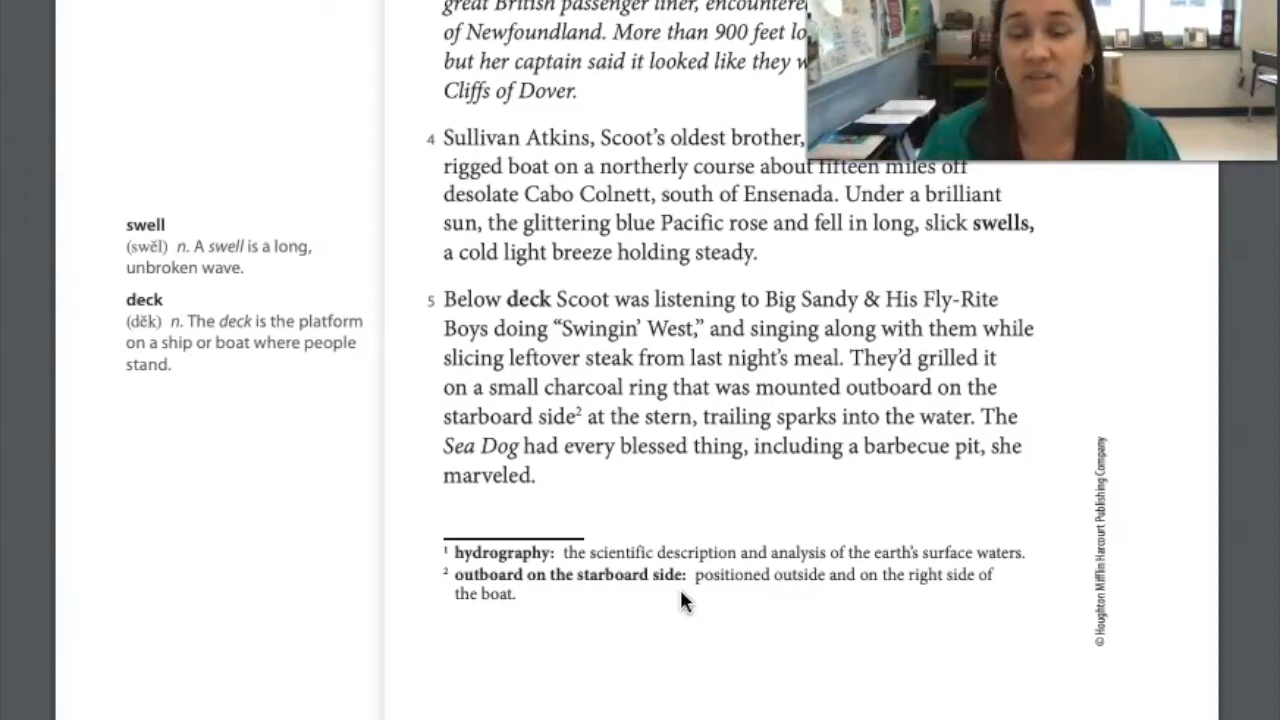 great British passenger liner, encountere
of Newfoundland. More than 900 feet lo
but her captain said it looked like they w
Cliffs of Dover.
4 Sullivan Atkins, Scoot’s oldest brother,
rigged boat on a northerly course about fifteen miles off
desolate Cabo Colnett, south of Ensenada. Under a brilliant
sun, the glittering blue Pacific rose and fell in long, slick swells,
a cold light breeze holding steady.
swell
(swĕl) n. A swell is a long,
unbroken wave.
deck
(dĕk) n. The deck is the platform
on a ship or boat where people
stand.
5 Below deck Scoot was listening to Big Sandy & His Fly-Rite
Boys doing “Swingin’ West,” and singing along with them while
slicing leftover steak from last night’s meal. They’d grilled it
on a small charcoal ring that was mounted outboard on the
starboard side² at the stern, trailing sparks into the water. The
Sea Dog had every blessed thing, including a barbecue pit, she
marveled.
¹ hydrography: the scientific description and analysis of the earth’s surface waters.
² outboard on the starboard side: positioned outside and on the right side of
the boat.
© Houghton Mifflin Harcourt Publishing Company